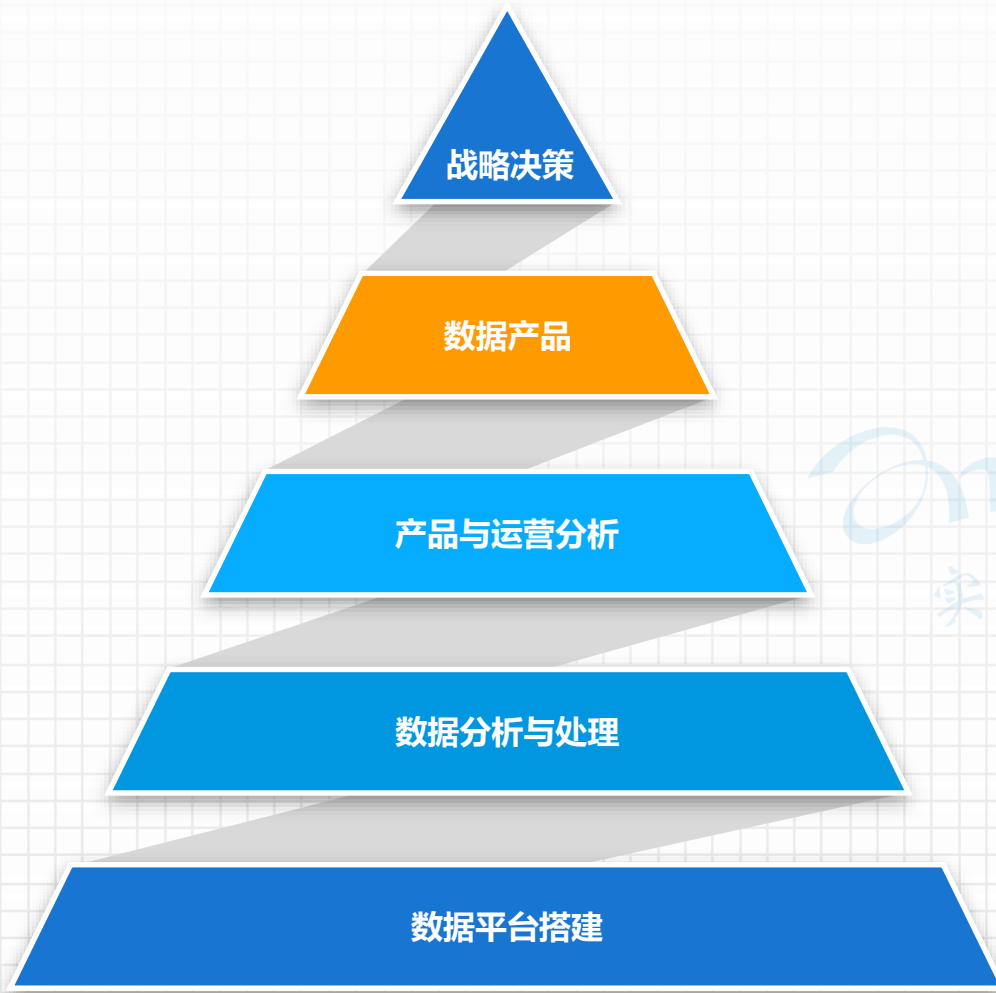 战略决策
数据产品
产品与运营分析
实
数据分析与处理
数据平台搭建